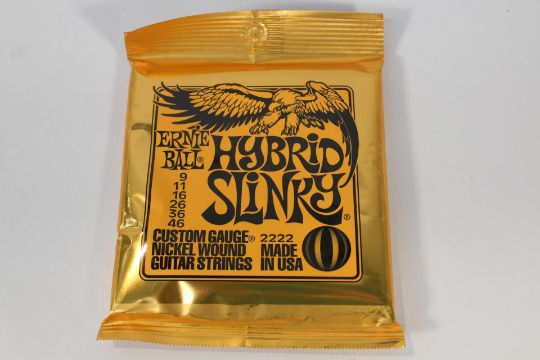 ERNIE
BALL®
HYBRID
SLINKY®
9
11
16
26
36
46
CUSTOM GAUGE® 2222
NICKEL WOUND MADE
GUITAR STRINGS IN USA